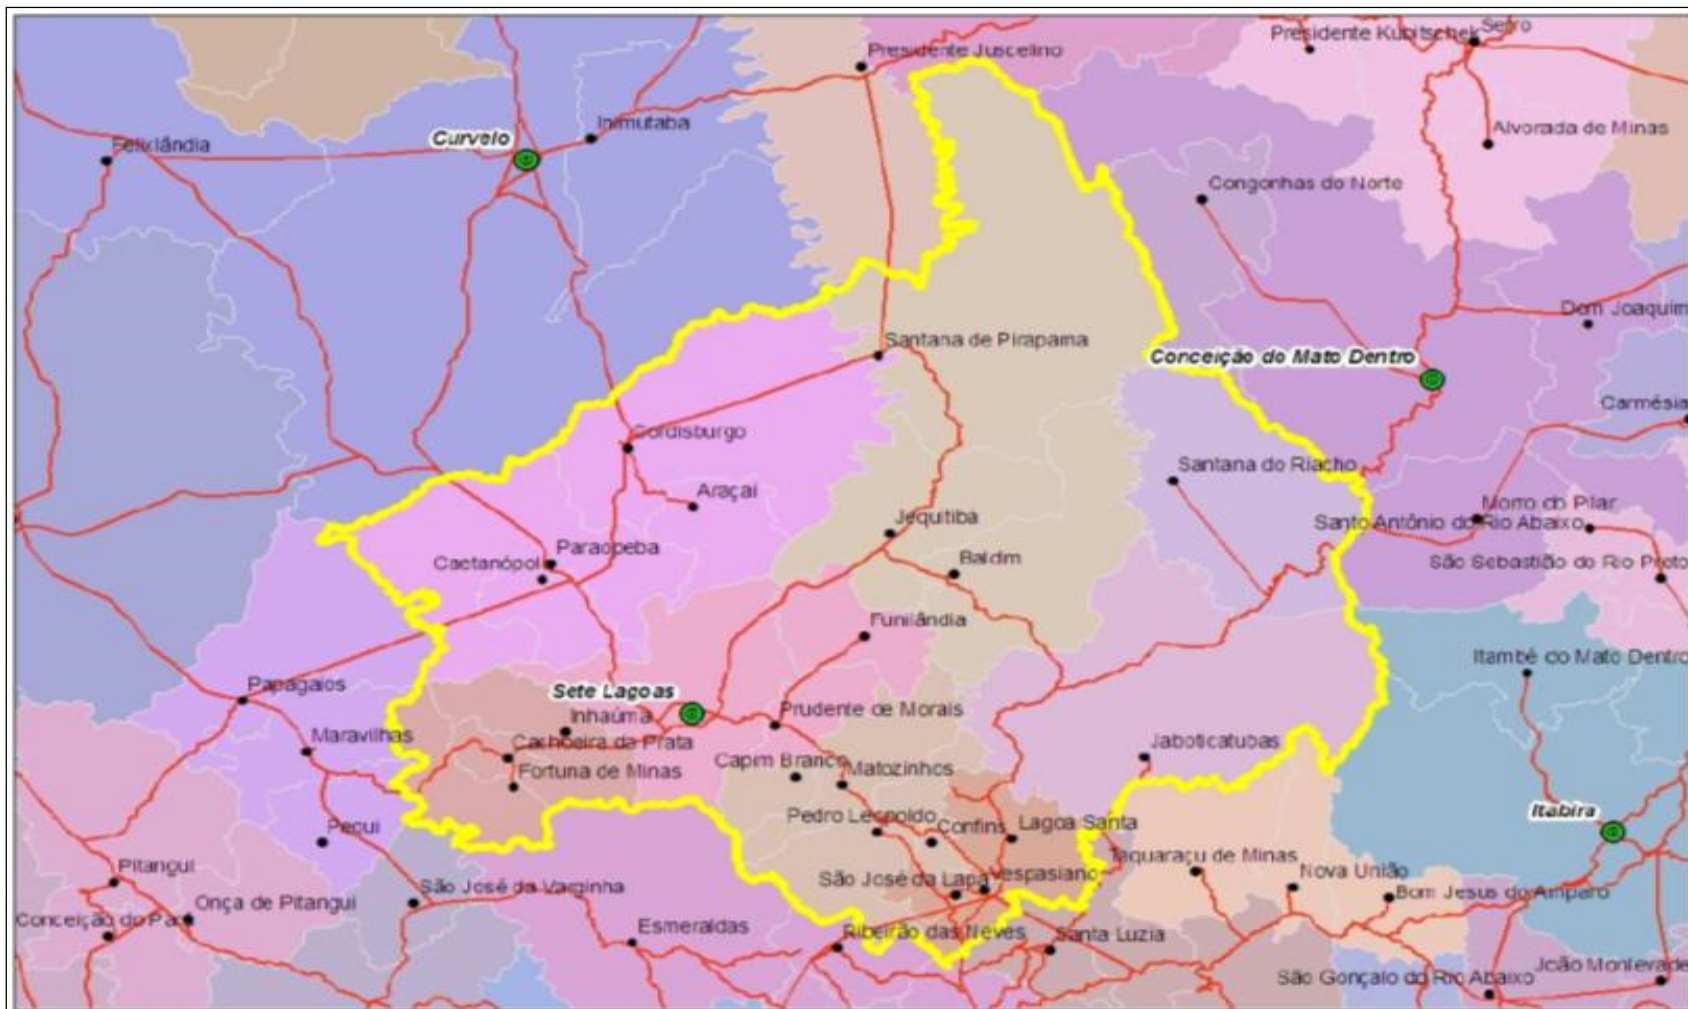 Presidente Juscelino
Presidente Kubitschek
Serro
Curvelo
Inimutaba
Alvorada de Minas
Felixlândia
Congonhas do Norte
Dom Joaquim
Santana de Pirapama
Conceição do Mato Dentro
Carmésia
Cordisburgo
Santana do Riacho
Araçaí
Morro do Pilar
Jequitibá
Santo Antônio do Rio Abaixo
Paraopeba
Baldim
Caetanópol
São Sebastião do Rio Preto
Funilândia
Itambé do Mato Dentro
Papagaios
Sete Lagoas
Inhaúma
Prudente de Morais
Maravilhas
Cachoeira da Prata
Jaboticatubas
Capim Branco
Fortuna de Minas
Matozinhos
Itabira
Pedro Leopoldo
Confins
Lagoa Santa
Pequi
Taquaraçu de Minas
Pitangui
São José da Lapa
Vespasiano
Nova União
São José da Varginha
Bom Jesus do Amparo
Onça de Pitangui
Conceição do Pará
Esmeraldas
Ribeirão das Neves
Santa Luzia
São Gonçalo do Rio Abaixo
João Monlevade